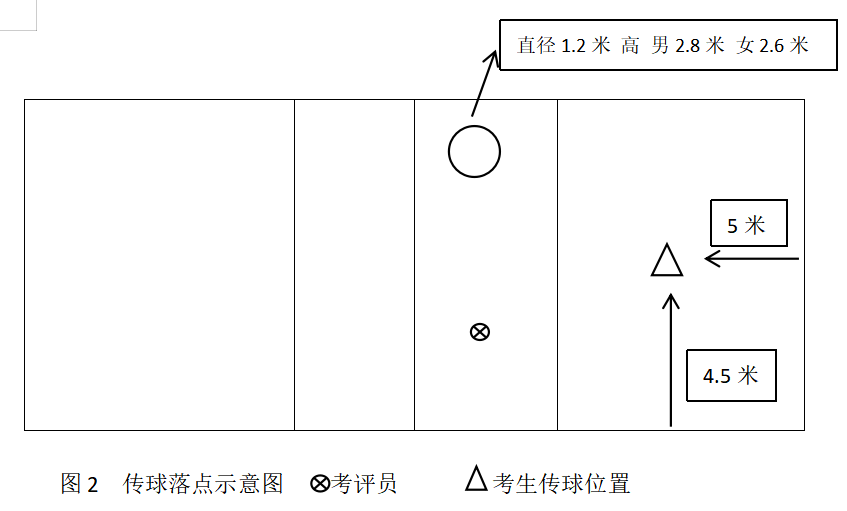 直径 1.2 米 高 男 2.8 米 女 2.6 米
5 米
4.5 米
图 2 传球落点示意图 考评员 考生传球位置